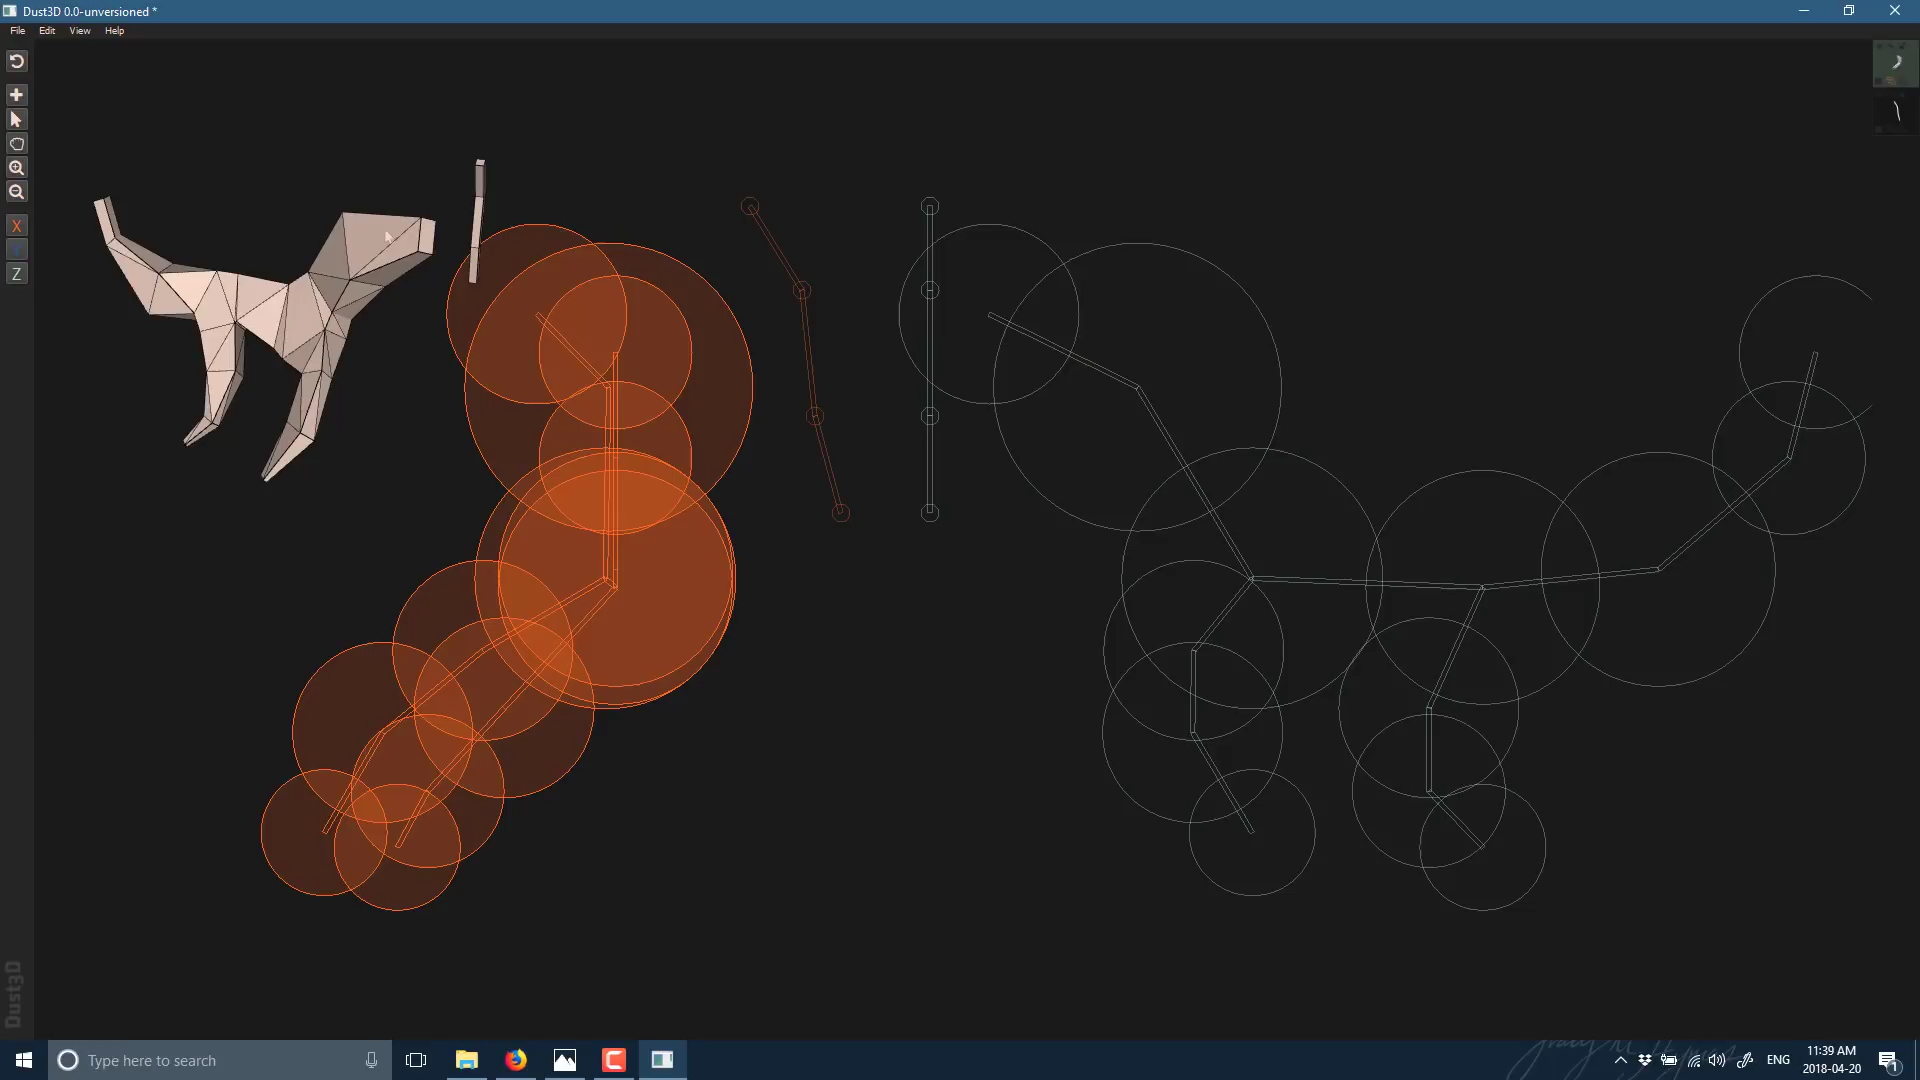 Dust3D 0.0-unversioned *
File Edit View Help
X
Z
Dust3D
Type here to search
ENG
11:39 AM
2018-04-20
1